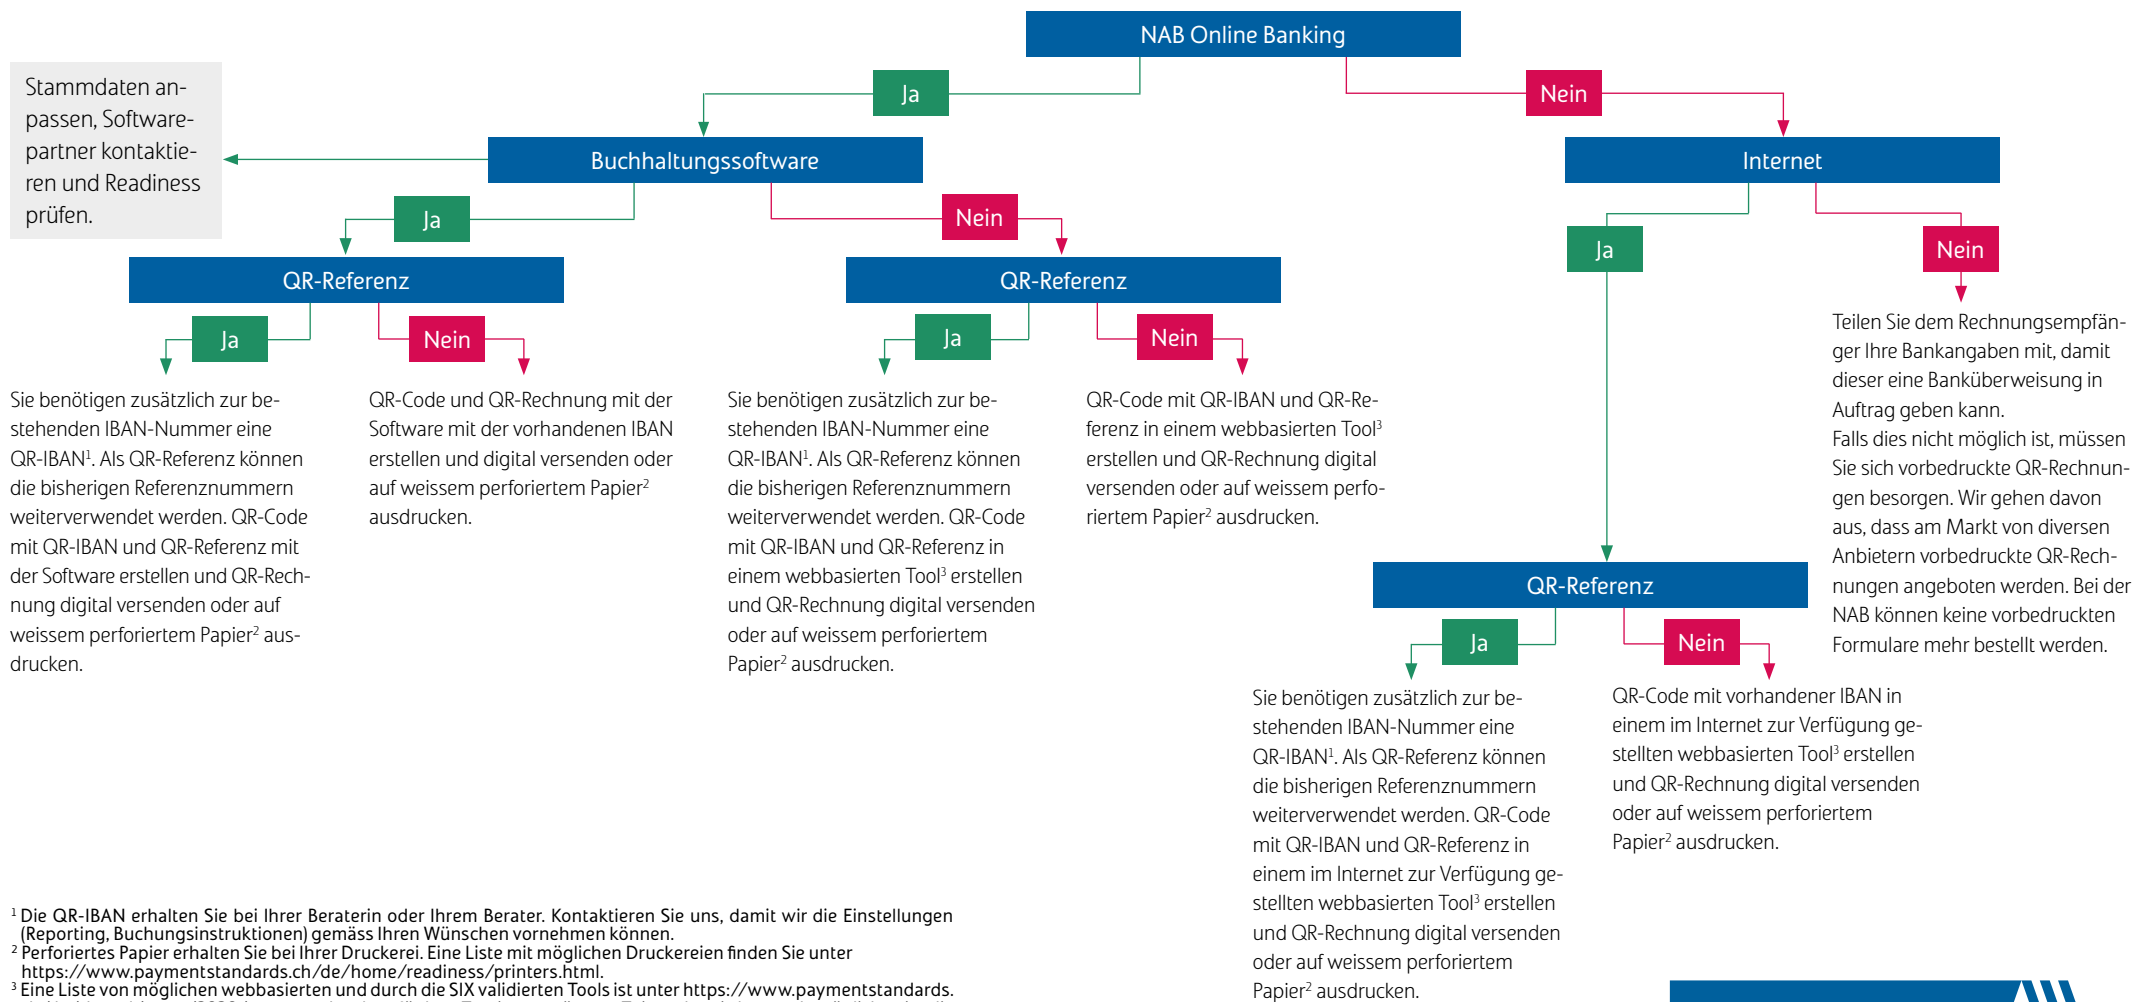 NAB Online Banking
Ja
Nein
Stammdaten an-
passen, Software-
partner kontaktie-
ren und Readiness
prüfen.
Buchhaltungssoftware
Internet
Ja
Nein
Ja
Nein
QR-Referenz
QR-Referenz
Ja
Nein
Ja
Nein
Sie benötigen zusätzlich zur be-
stehenden IBAN-Nummer eine
QR-IBAN¹. Als QR-Referenz können
die bisherigen Referenznummern
weiterverwendet werden. QR-Code
mit QR-IBAN und QR-Referenz mit
der Software erstellen und QR-Rech-
nung digital versenden oder auf
weissem perforiertem Papier² aus-
drucken.
QR-Code und QR-Rechnung mit der
Software mit der vorhandenen IBAN
erstellen und digital versenden oder
auf weissem perforiertem Papier²
ausdrucken.
Sie benötigen zusätzlich zur be-
stehenden IBAN-Nummer eine
QR-IBAN¹. Als QR-Referenz können
die bisherigen Referenznummern
weiterverwendet werden. QR-Code
mit QR-IBAN und QR-Referenz in
einem webbasierten Tool³ erstellen
und QR-Rechnung digital versenden
oder auf weissem perforiertem
Papier² ausdrucken.
QR-Code mit QR-IBAN und QR-Re-
ferenz in einem webbasierten Tool³
erstellen und QR-Rechnung digital
versenden oder auf weissem perfo-
riertem Papier² ausdrucken.
Teilen Sie dem Rechnungsempfän-
ger Ihre Bankangaben mit, damit
dieser eine Banküberweisung in
Auftrag geben kann.
Falls dies nicht möglich ist, müssen
Sie sich vorbedruckte QR-Rechnun-
gen besorgen. Wir gehen davon
aus, dass am Markt von diversen
Anbietern vorbedruckte QR-Rech-
nungen angeboten werden. Bei der
NAB können keine vorbedruckten
Formulare mehr bestellt werden.
QR-Referenz
Ja
Nein
Sie benötigen zusätzlich zur be-
stehenden IBAN-Nummer eine
QR-IBAN¹. Als QR-Referenz können
die bisherigen Referenznummern
weiterverwendet werden. QR-Code
mit QR-IBAN und QR-Referenz in
einem im Internet zur Verfügung ge-
stellten webbasierten Tool³ erstellen
und QR-Rechnung digital versenden
oder auf weissem perforiertem
Papier² ausdrucken.
QR-Code mit vorhandener IBAN in
einem im Internet zur Verfügung ge-
stellten webbasierten Tool³ erstellen
und QR-Rechnung digital versenden
oder auf weissem perforiertem
Papier² ausdrucken.
¹ Die QR-IBAN erhalten Sie bei Ihrer Beraterin oder Ihrem Berater. Kontaktieren Sie uns, damit wir die Einstellungen
(Reporting, Buchungsinstruktionen) gemäss Ihren Wünschen vornehmen können.
² Perforiertes Papier erhalten Sie bei Ihrer Druckerei. Eine Liste mit möglichen Druckereien finden Sie unter
https://www.paymentstandards.ch/de/home/readiness/printers.html.
³ Eine Liste von möglichen webbasierten und durch die SIX validierten Tools ist unter https://www.paymentstandards.